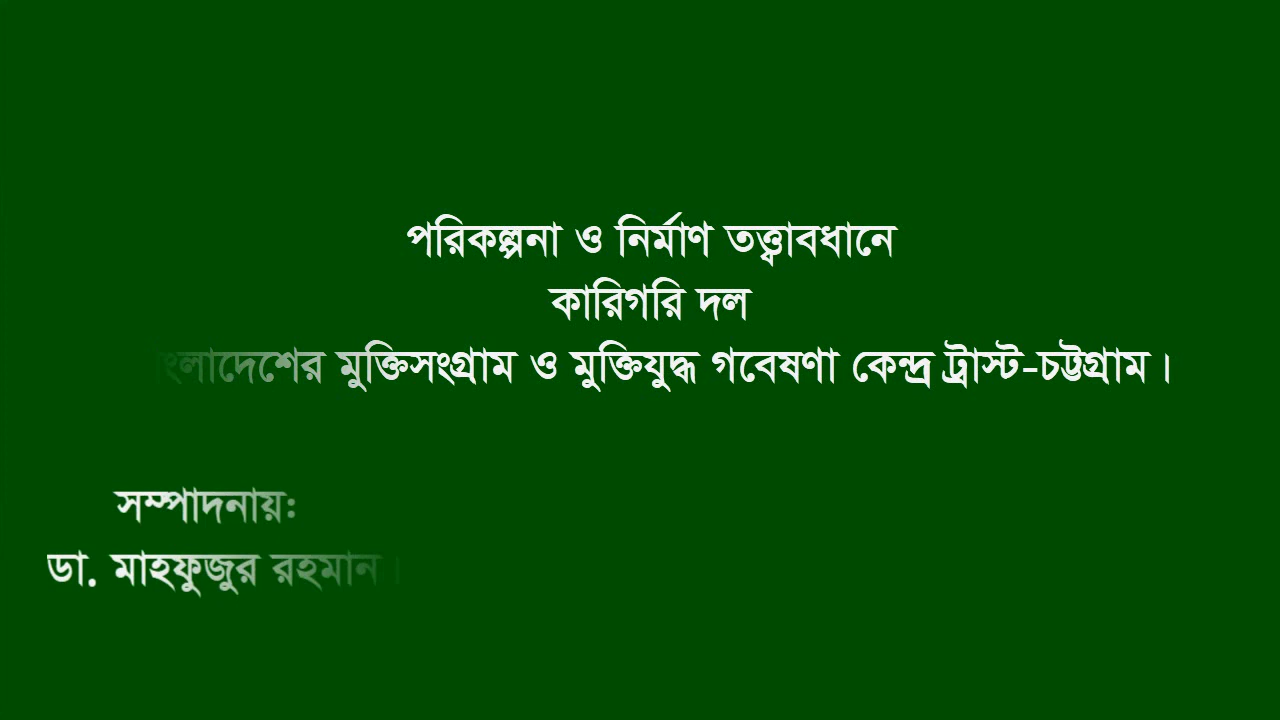 পরিকল্পনা ও নির্মাণ তত্ত্বাবধানে
কারিগরি দল
বাংলাদেশের মুক্তিসংগ্রাম ও মুক্তিযুদ্ধ গবেষণা কেন্দ্র ট্রাস্ট-চট্টগ্রাম।
সম্পাদনায়ঃ
ডা. মাহফুজুর রহমান।